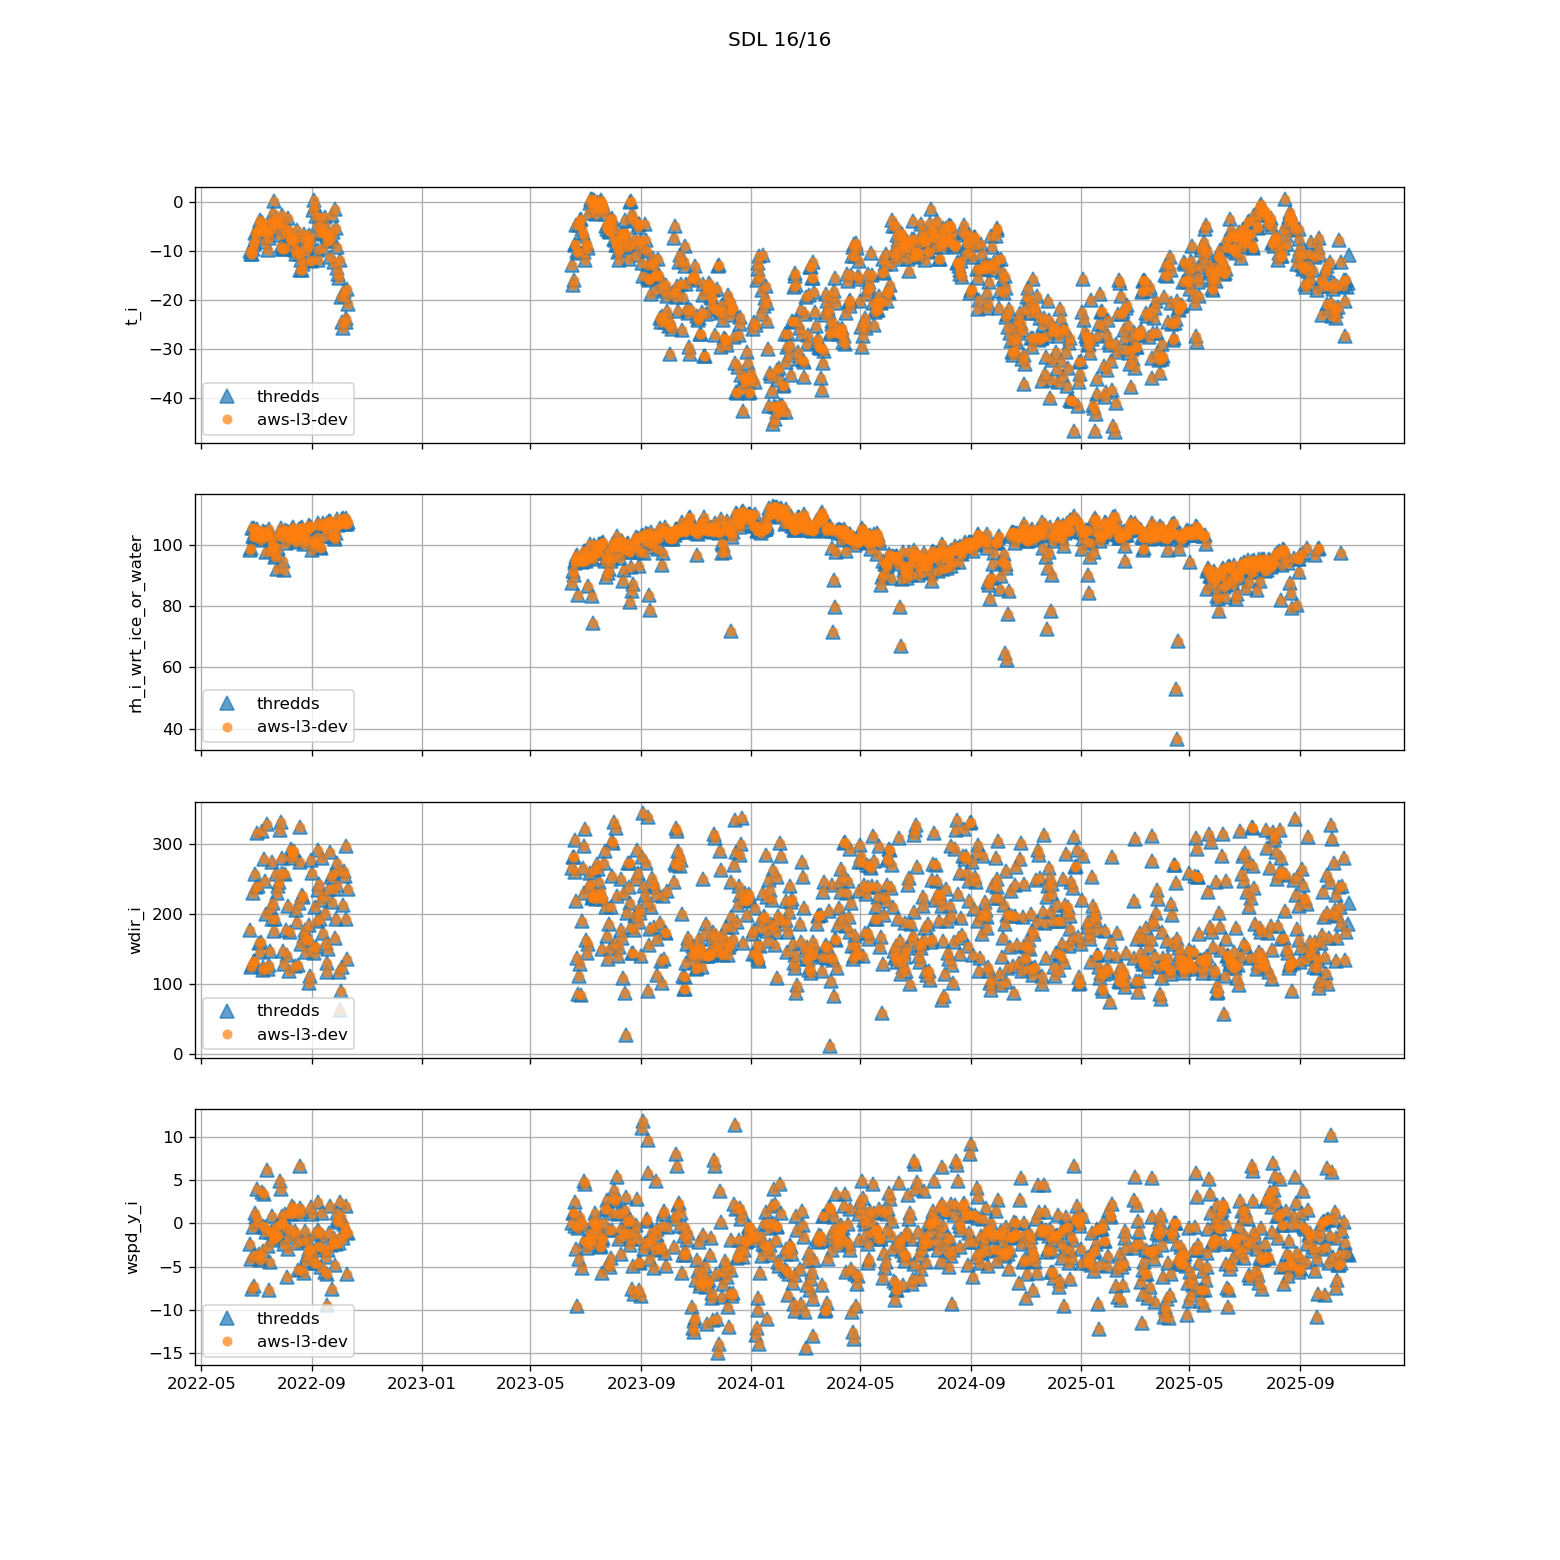 SDL 16/16
0
−10
−20
−30
−40
t_i
thredds
aws-l3-dev
100
80
60
40
rh_i_wrt_ice_or_water
thredds
aws-l3-dev
300
200
100
0
wdir_i
thredds
aws-l3-dev
10
5
0
−5
−10
−15
wspd_y_i
thredds
aws-l3-dev
2022-05 2022-09 2023-01 2023-05 2023-09 2024-01 2024-05 2024-09 2025-01 2025-05 2025-09